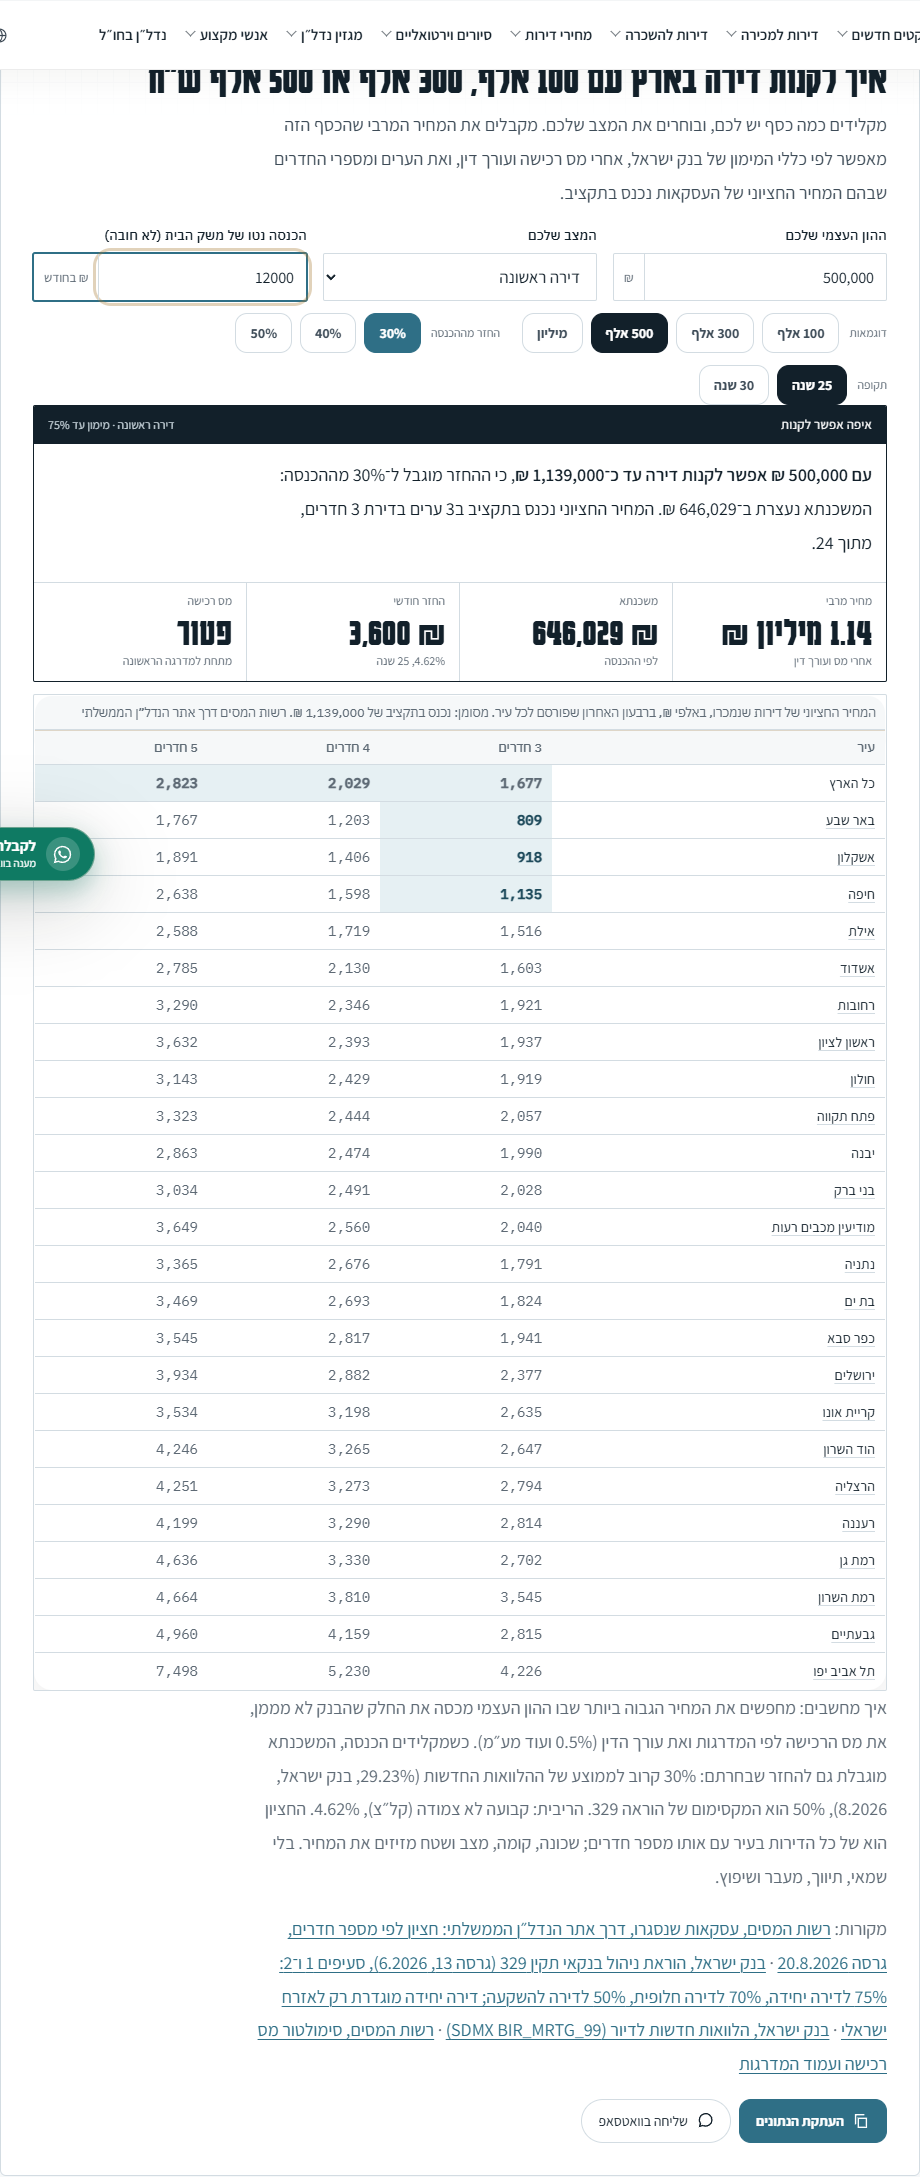 קטים חדשים דירות למכירה דירות להשכרה מחירי דירות סיורים וירטואליים מגזין נדל״ן אנשי מקצוע נדל״ן בחו״ל
איך לקנות דירה בארץ עם 100 אלף, 300 אלף או 500 אלף ש״ח
מקלידים כמה כסף יש לכם, ובוחרים את המצב שלכם. מקבלים את המחיר המרבי שהכסף הזה
מאפשר לפי כללי המימון של בנק ישראל, אחרי מס רכישה ועורך דין, ואת הערים ומספרי החדרים
שבהם המחיר החציוני של העסקאות נכנס בתקציב.
ההון העצמי שלכם המצב שלכם הכנסה נטו של משק הבית (לא חובה)
500,000 ₪ דירה ראשונה 12000 ₪ בחודש
דוגמאות 100 אלף 300 אלף 500 אלף מיליון החזר מההכנסה 30% 40% 50%
תקופה 25 שנה 30 שנה
איפה אפשר לקנות דירה ראשונה · מימון עד 75%
עם 500,000 ₪ אפשר לקנות דירה עד כ־1,139,000 ₪, כי ההחזר מוגבל ל־30% מההכנסה:
המשכנתא נעצרת ב־646,029 ₪. המחיר החציוני נכנס בתקציב ב3 ערים בדירת 3 חדרים,
מתוך 24.
מחיר מרבי משכנתא החזר חודשי מס רכישה
1.14 מיליון ₪ 646,029 ₪ 3,600 ₪ פטור
אחרי מס ועורך דין לפי ההכנסה 4.62%, 25 שנה מתחת למדרגה הראשונה
המחיר החציוני של דירות שנמכרו, באלפי ₪, ברבעון האחרון שפורסם לכל עיר. מסומן: נכנס בתקציב של 1,139,000 ₪. רשות המסים דרך אתר הנדל״ן הממשלתי
עיר 3 חדרים 4 חדרים 5 חדרים
כל הארץ 1,677 2,029 2,823
באר שבע 809 1,203 1,767
אשקלון 918 1,406 1,891
חיפה 1,135 1,598 2,638
אילת 1,516 1,719 2,588
אשדוד 1,603 2,130 2,785
רחובות 1,921 2,346 3,290
ראשון לציון 1,937 2,393 3,632
חולון 1,919 2,429 3,143
פתח תקווה 2,057 2,444 3,323
יבנה 1,990 2,474 2,863
בני ברק 2,028 2,491 3,034
מודיעין מכבים רעות 2,040 2,560 3,649
נתניה 1,791 2,676 3,365
בת ים 1,824 2,693 3,469
כפר סבא 1,941 2,817 3,545
ירושלים 2,377 2,882 3,934
קריית אונו 2,635 3,198 3,534
הוד השרון 2,647 3,265 4,246
הרצליה 2,794 3,273 4,251
רעננה 2,814 3,290 4,199
רמת גן 2,702 3,330 4,636
רמת השרון 3,545 3,810 4,664
גבעתיים 2,815 4,159 4,960
תל אביב יפו 4,226 5,230 7,498
לקבלת
מענה בוו
איך מחשבים: מחפשים את המחיר הגבוה ביותר שבו ההון העצמי מכסה את החלק שהבנק לא מממן,
את מס הרכישה לפי המדרגות ואת עורך הדין (0.5% ועוד מע״מ). כשמקלידים הכנסה, המשכנתא
מוגבלת גם להחזר שבחרתם: 30% קרוב לממוצע של ההלוואות החדשות (29.23%, בנק ישראל,
8.2026), 50% הוא המקסימום של הוראה 329. הריבית: קבועה לא צמודה (קל״צ), 4.62%. החציון
הוא של כל הדירות בעיר עם אותו מספר חדרים; שכונה, קומה, מצב ושטח מזיזים את המחיר. בלי
שמאי, תיווך, מעבר ושיפוץ.
מקורות: רשות המסים, עסקאות שנסגרו, דרך אתר הנדל״ן הממשלתי: חציון לפי מספר חדרים,
גרסה 20.8.2026 · בנק ישראל, הוראת ניהול בנקאי תקין 329 (גרסה 13, 6.2026), סעיפים 1 ו־2:
75% לדירה יחידה, 70% לדירה חלופית, 50% לדירה להשקעה; דירה יחידה מוגדרת רק לאזרח
ישראלי · בנק ישראל, הלוואות חדשות לדיור (SDMX BIR_MRTG_99) · רשות המסים, סימולטור מס
רכישה ועמוד המדרגות
העתקת הנתונים שליחה בוואטסאפ